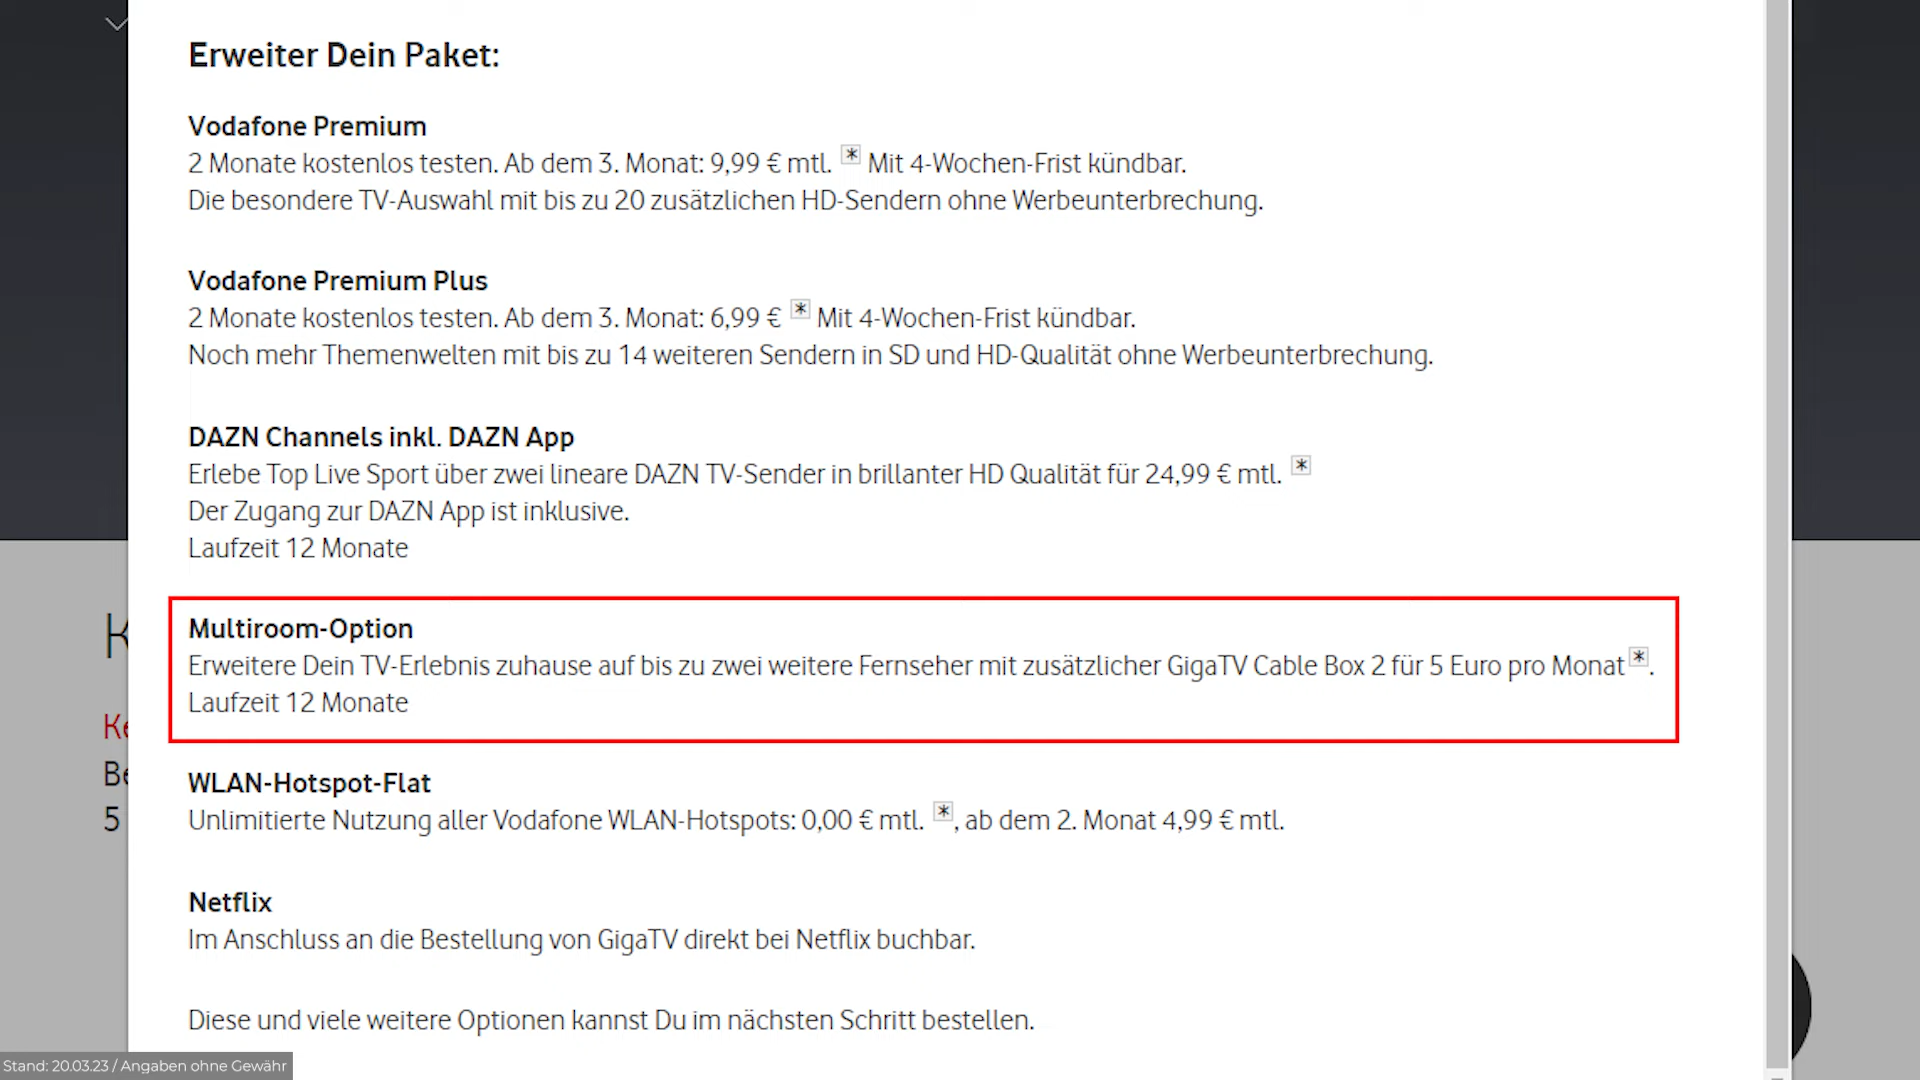 Erweiter Dein Paket:
Vodafone Premium
2 Monate kostenlos testen. Ab dem 3. Monat: 9,99 € mtl. * Mit 4-Wochen-Frist kündbar.
Die besondere TV-Auswahl mit bis zu 20 zusätzlichen HD-Sendern ohne Werbeunterbrechung.
Vodafone Premium Plus
2 Monate kostenlos testen. Ab dem 3. Monat: 6,99 € * Mit 4-Wochen-Frist kündbar.
Noch mehr Themenwelten mit bis zu 14 weiteren Sendern in SD und HD-Qualität ohne Werbeunterbrechung.
DAZN Channels inkl. DAZN App
Erlebe Top Live Sport über zwei lineare DAZN TV-Sender in brillanter HD Qualität für 24,99 € mtl. *
Der Zugang zur DAZN App ist inklusive.
Laufzeit 12 Monate
Multiroom-Option
Erweitere Dein TV-Erlebnis zuhause auf bis zu zwei weitere Fernseher mit zusätzlicher GigaTV Cable Box 2 für 5 Euro pro Monat *.
Laufzeit 12 Monate
WLAN-Hotspot-Flat
Unlimitierte Nutzung aller Vodafone WLAN-Hotspots: 0,00 € mtl. *, ab dem 2. Monat 4,99 € mtl.
Netflix
Im Anschluss an die Bestellung von GigaTV direkt bei Netflix buchbar.
Diese und viele weitere Optionen kannst Du im nächsten Schritt bestellen.
5
Stand: 20.03.23 / Angaben ohne Gewähr